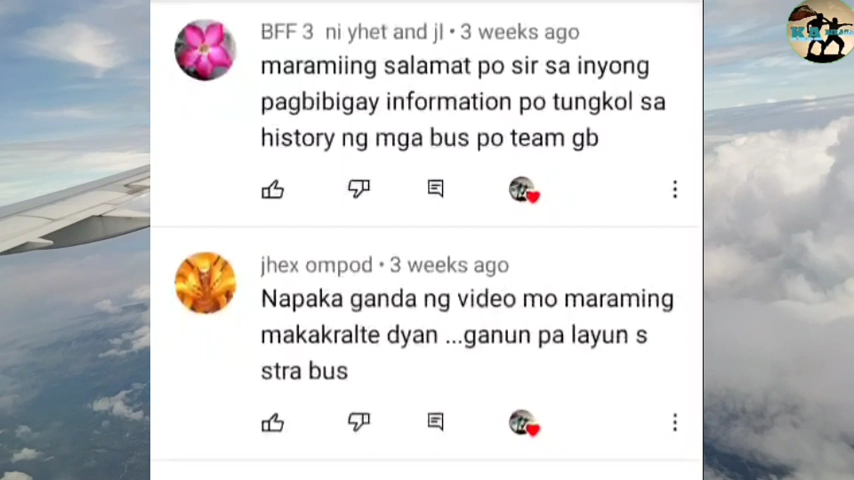 BFF 3 ni yhet and jl • 3 weeks ago
maramiing salamat po sir sa inyong
pagbibigay information po tungkol sa
history ng mga bus po team gb
jhex ompod • 3 weeks ago
Napaka ganda ng video mo maraming
makakralte dyan ...ganun pa layun s
stra bus